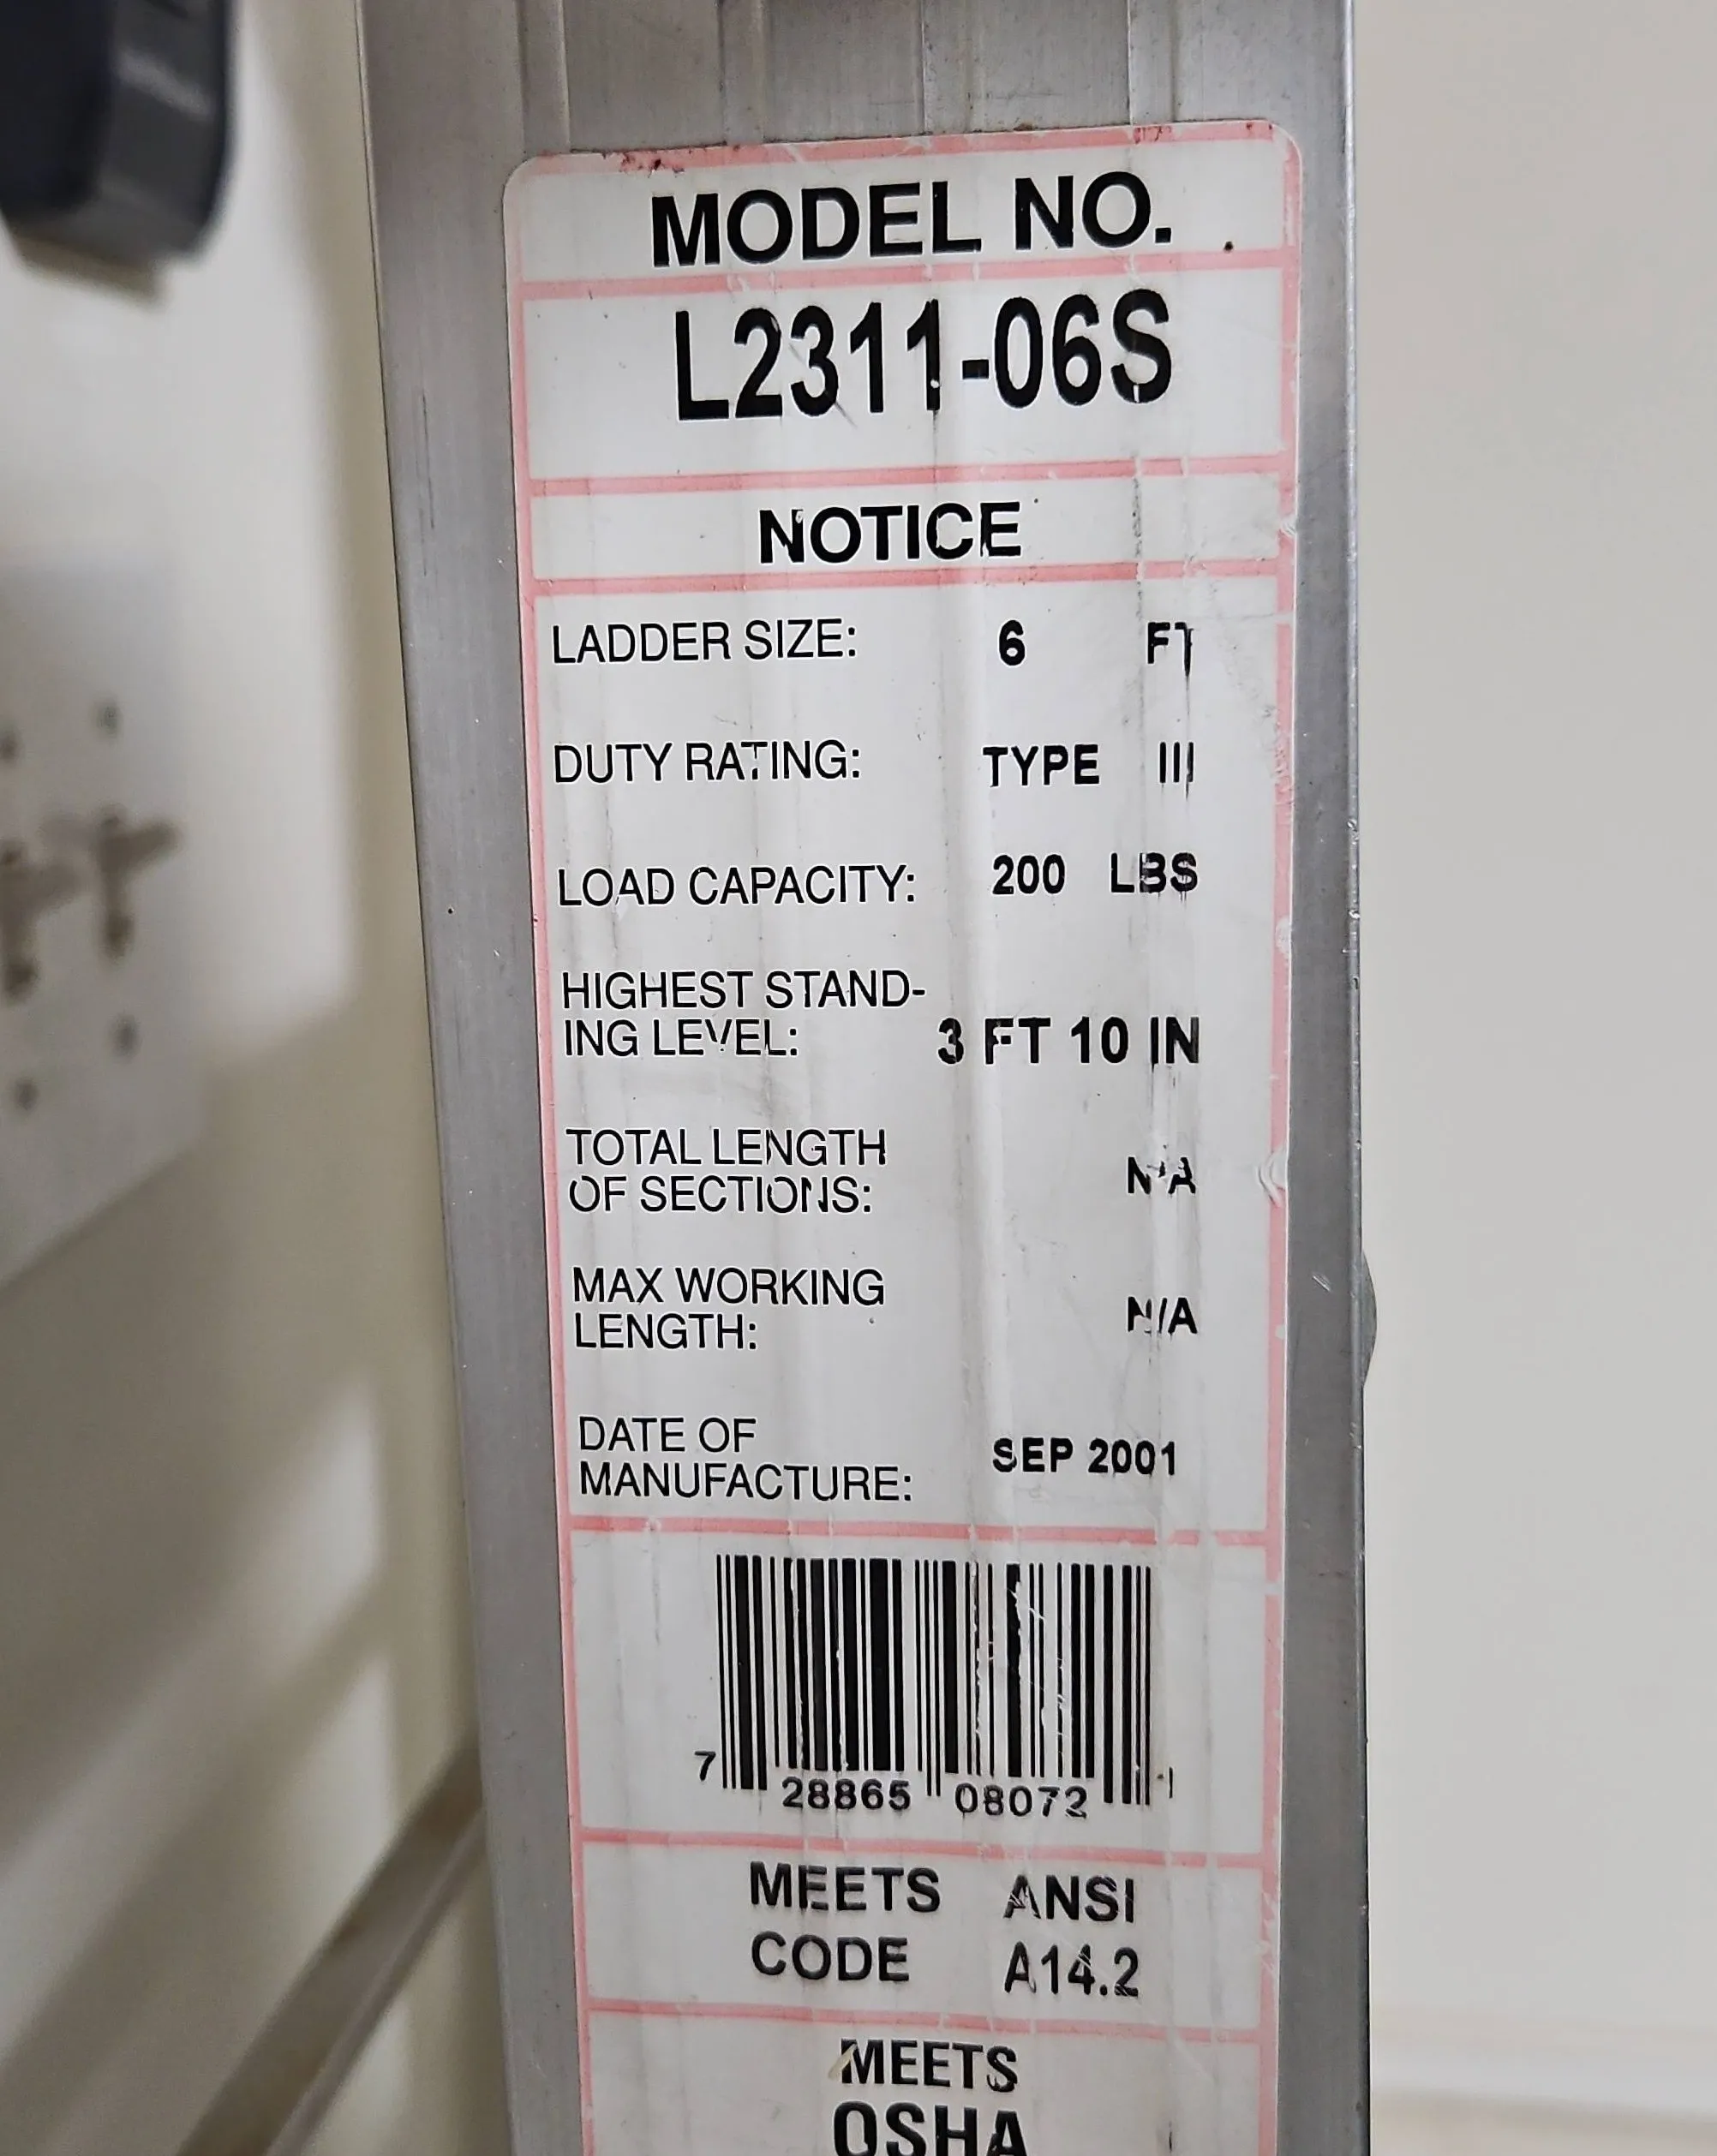 MODEL NO.
L2311-06S
NOTICE
LADDER SIZE: 6 FT
DUTY RATING: TYPE III
LOAD CAPACITY: 200 LBS
HIGHEST STAND-
ING LEVEL: 3 FT 10 IN
TOTAL LENGTH
OF SECTIONS: N/A
MAX WORKING
LENGTH: N/A
DATE OF
MANUFACTURE: SEP 2001
7 28865 08072
MEETS ANSI
CODE A14.2
MEETS
OSHA